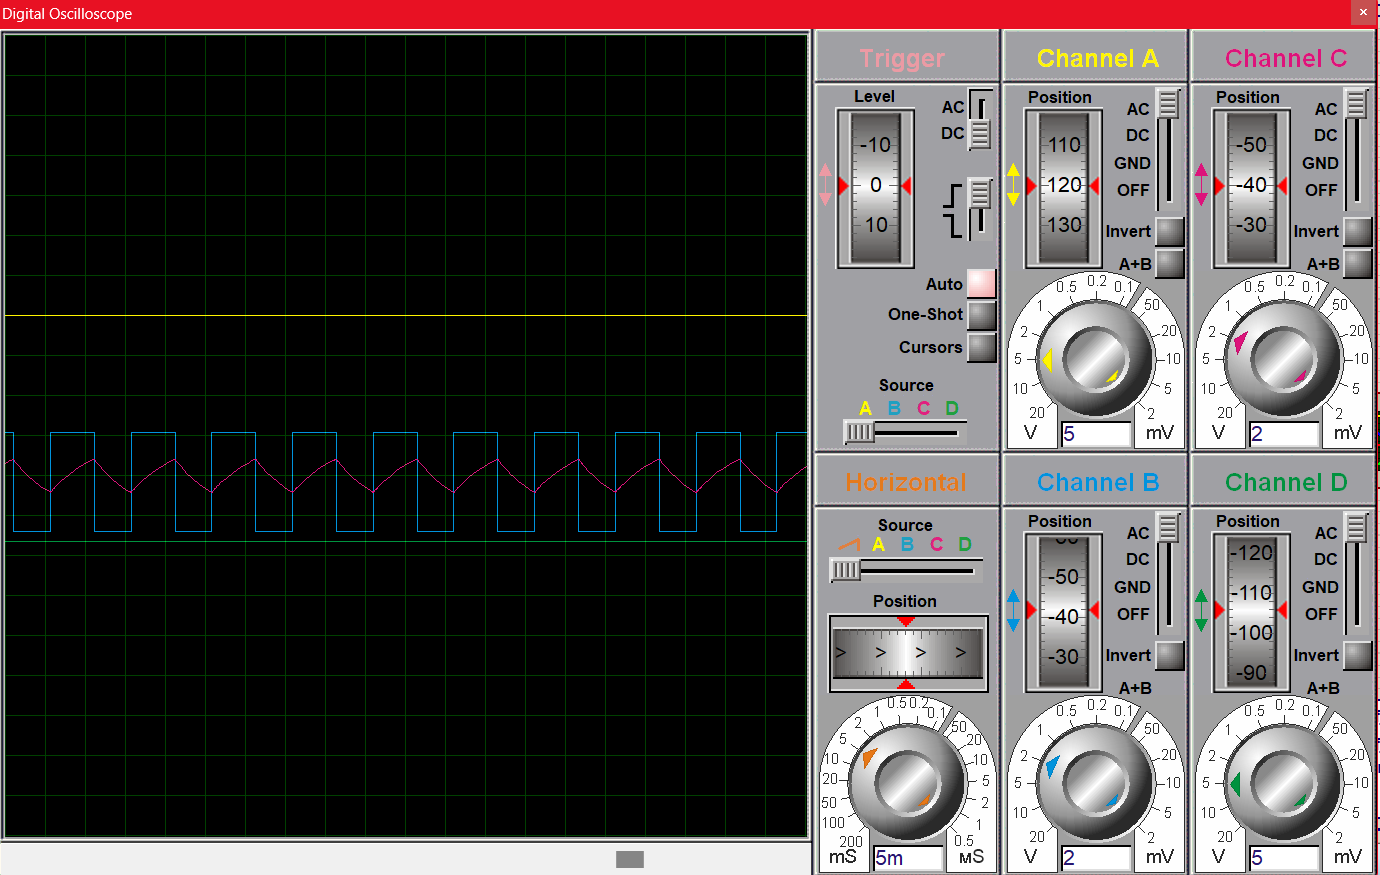 Digital Oscilloscope
×
Trigger
Level
AC
DC
-10
0
10
Auto
One-Shot
Cursors
Source
A B C D
Channel A
Position
AC
DC
GND
OFF
110
120
130
Invert
A+B
20 10 5 2 1 0.5 0.2 0.1 50 20 10 5 2
V 5 mV
Channel C
Position
AC
DC
GND
OFF
-50
-40
-30
Invert
A+B
20 10 5 2 1 0.5 0.2 0.1 50 20 10 5 2
V 2 mV
Horizontal
Source
A B C D
Position
> > > >
200 100 50 20 10 5 2 1 0.5 0.2 0.1 50 20 10 5 2 1 0.5
mS 5m мS
Channel B
Position
AC
DC
GND
OFF
-50
-40
-30
Invert
A+B
20 10 5 2 1 0.5 0.2 0.1 50 20 10 5 2
V 2 mV
Channel D
Position
AC
DC
GND
OFF
-120
-110
-100
-90
Invert
A+B
20 10 5 2 1 0.5 0.2 0.1 50 20 10 5 2
V 5 mV